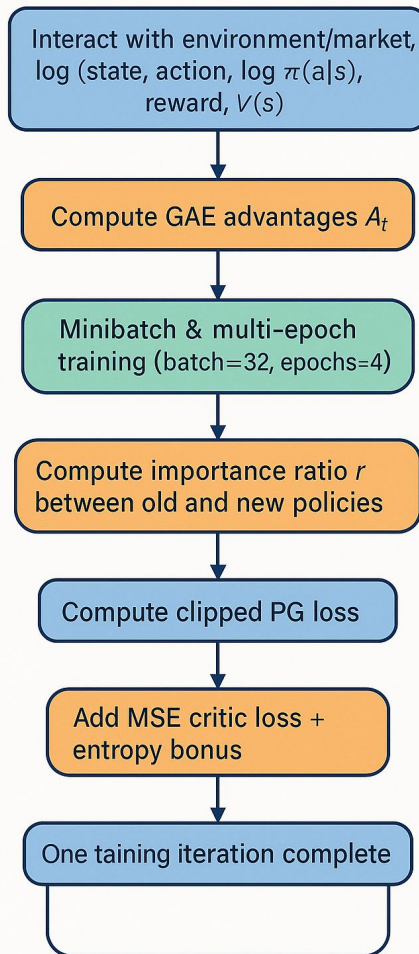 Interact with environment/market,
log (state, action, log π(a|s),
reward, V(s)
Compute GAE advantages Aₜ
Minibatch & multi-epoch
training (batch=32, epochs=4)
Compute importance ratio r
between old and new policies
Compute clipped PG loss
Add MSE critic loss +
entropy bonus
One taining iteration complete